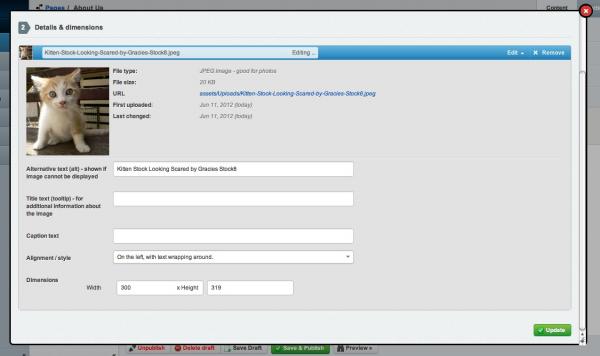 Pages / About Us
Content
2 Details & dimensions
Kitten-Stock-Looking-Scared-by-Gracies-Stock6.jpeg Editing ... Edit Remove
File type: JPEG image - good for photos
File size: 20 KB
URL assets/Uploads/Kitten-Stock-Looking-Scared-by-Gracies-Stock6.jpeg
First uploaded: Jun 11, 2012 (today)
Last changed: Jun 11, 2012 (today)
Alternative text (alt) - shown if Kitten Stock Looking Scared by Gracies Stock6
image cannot be displayed
Title text (tooltip) - for
additional information about
the image
Caption text
Alignment / style On the left, with text wrapping around.
Dimensions
Width 300 x Height 319
Update
Unpublish Delete draft Save Draft Save & Publish Preview »